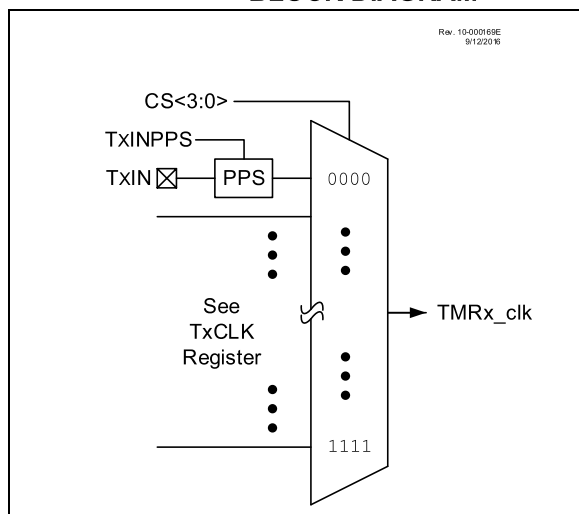 BLOCK DIAGRAM
Rev. 10-000169E
9/12/2016
CS<3:0>
TxINPPS
TxIN
PPS
0000
See
TxCLK
Register
TMRx_clk
1111